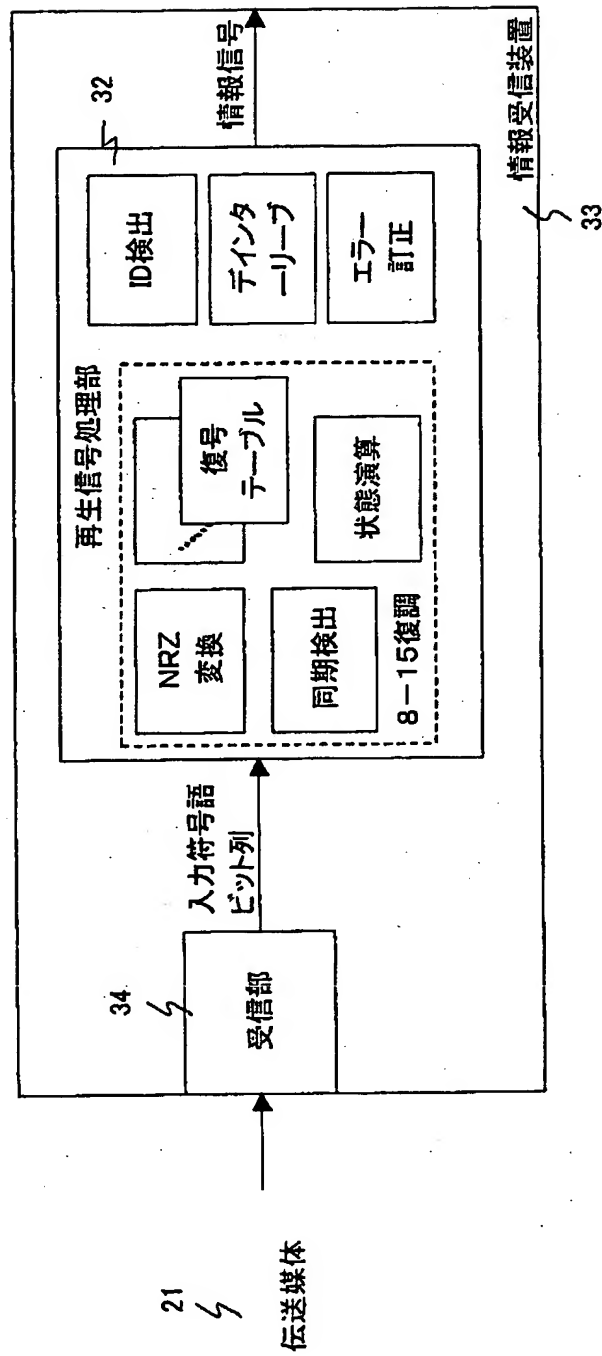 21
伝送媒体
34
受信部
入力符号語
ビット列
再生信号処理部
32
NRZ
変換
復号
テーブル
同期検出
状態演算
8-15復調
ID検出
デインタ
ーリーブ
エラー
訂正
情報信号
情報受信装置
33